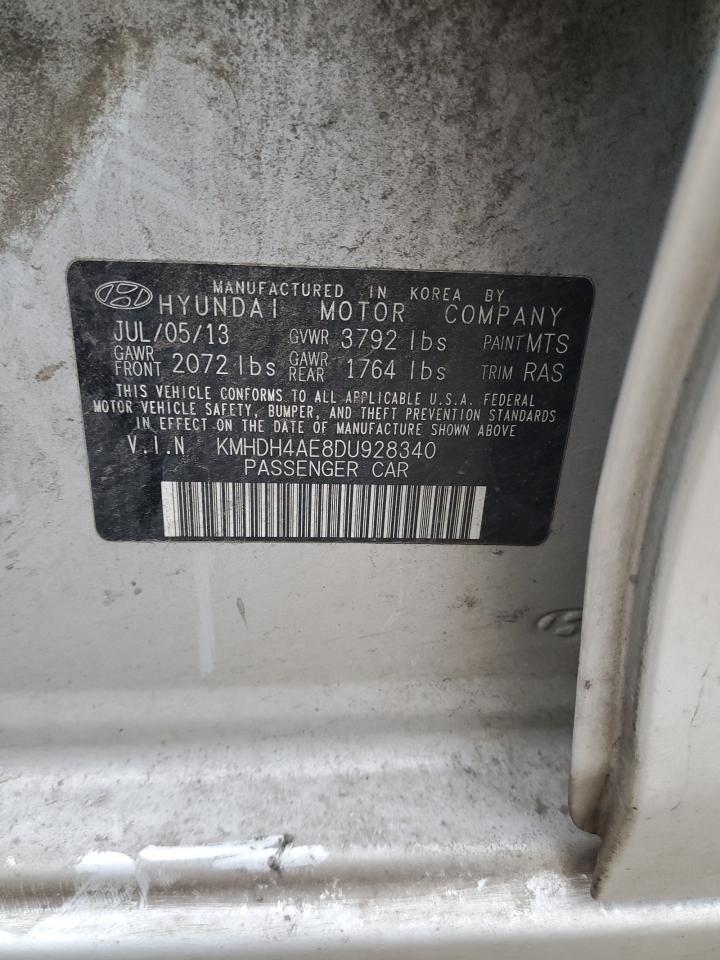 MANUFACTURED IN KOREA BY
HYUNDAI MOTOR COMPANY
JUL/05/13 GVWR 3792 lbs PAINT MTS
GAWR FRONT 2072 lbs GAWR REAR 1764 lbs TRIM RAS
THIS VEHICLE CONFORMS TO ALL APPLICABLE U.S.A. FEDERAL
MOTOR VEHICLE SAFETY, BUMPER, AND THEFT PREVENTION STANDARDS
IN EFFECT ON THE DATE OF MANUFACTURE SHOWN ABOVE
V.I.N KMHDH4AE8DU928340
PASSENGER CAR